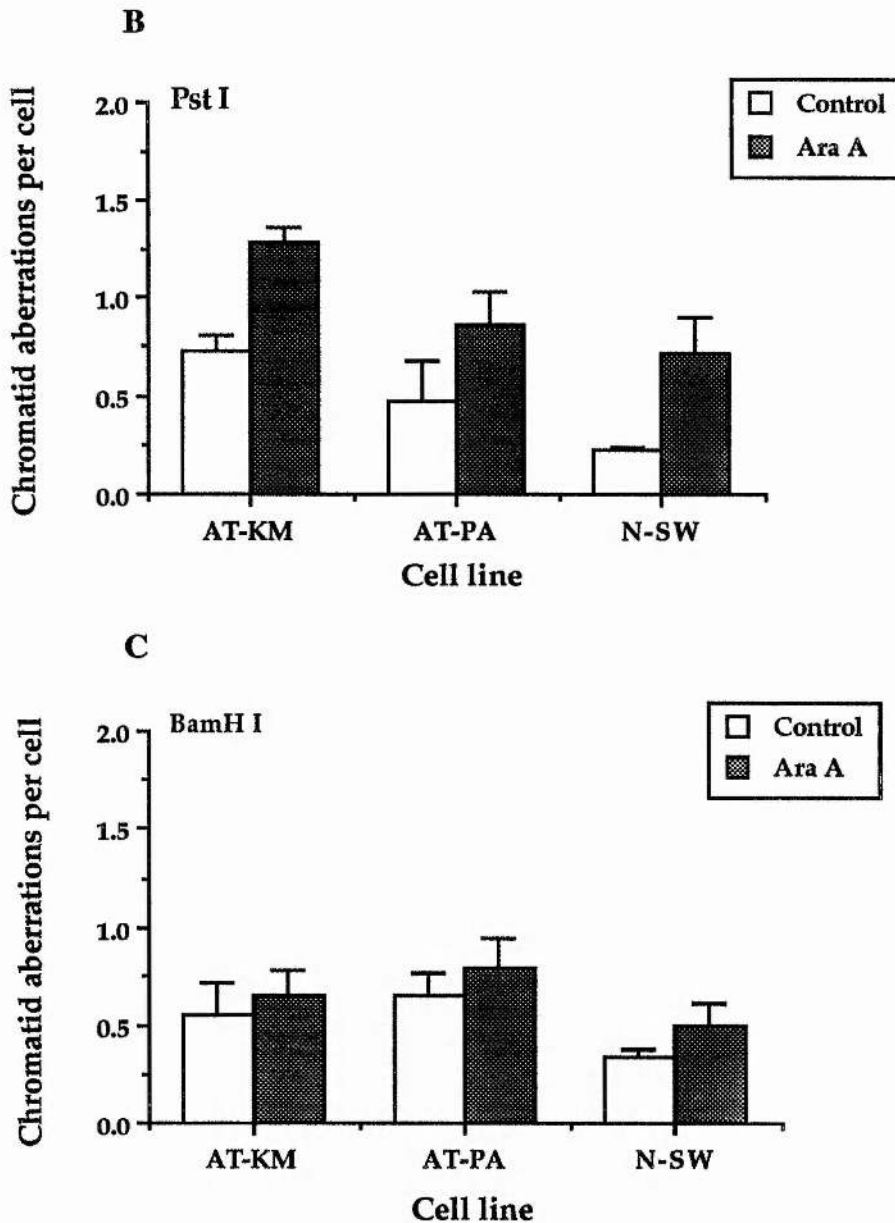 B
Pst I
Control
Ara A
Chromatid aberrations per cell
2.0
1.5
1.0
0.5
0.0
AT-KM AT-PA N-SW
Cell line
C
BamH I
Control
Ara A
Chromatid aberrations per cell
2.0
1.5
1.0
0.5
0.0
AT-KM AT-PA N-SW
Cell line